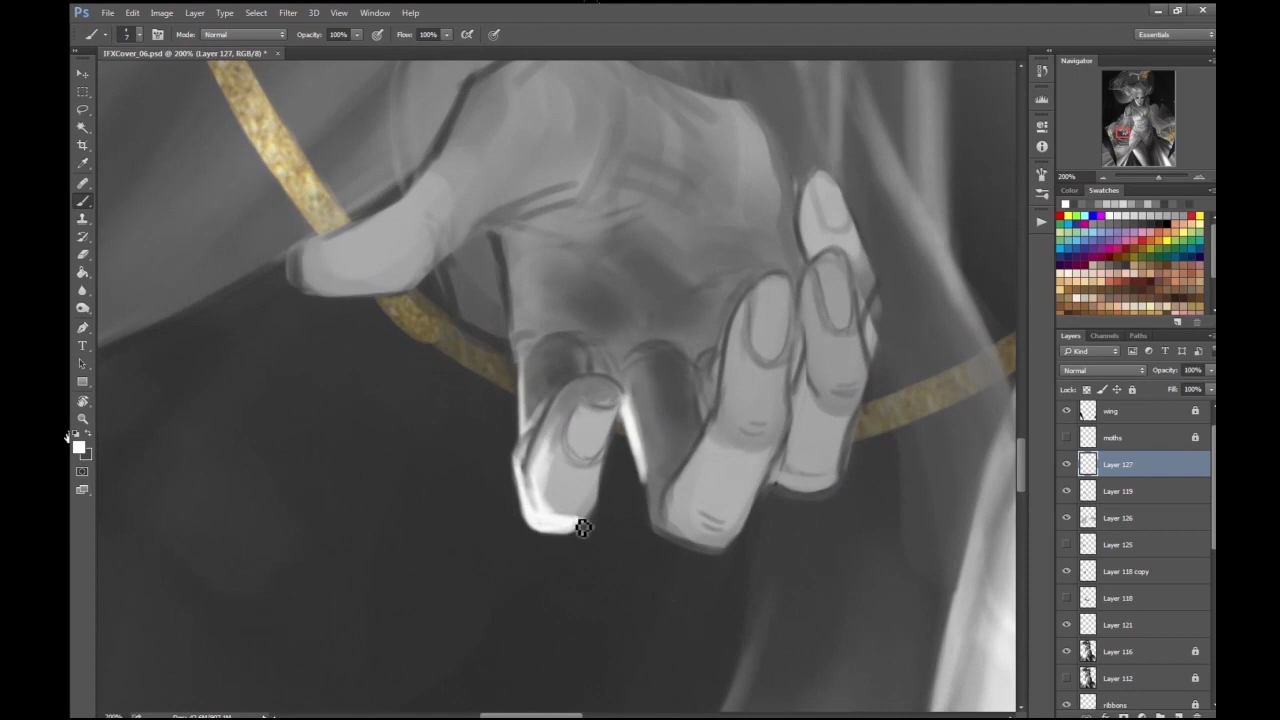 Ps File Edit Image Layer Type Select Filter 3D View Window Help
7 Mode: Normal Opacity: 100% Flow: 100% Essentials
IFXCover_06.psd @ 200% (Layer 127, RGB/8) * ×
Navigator
200%
Color Swatches
Layers Channels Paths
Kind
Normal Opacity: 100%
Lock: Fill: 100%
wing
moths
Layer 127
Layer 119
Layer 126
Layer 125
Layer 118 copy
Layer 118
Layer 121
Layer 116
Layer 112
ribbons
200%